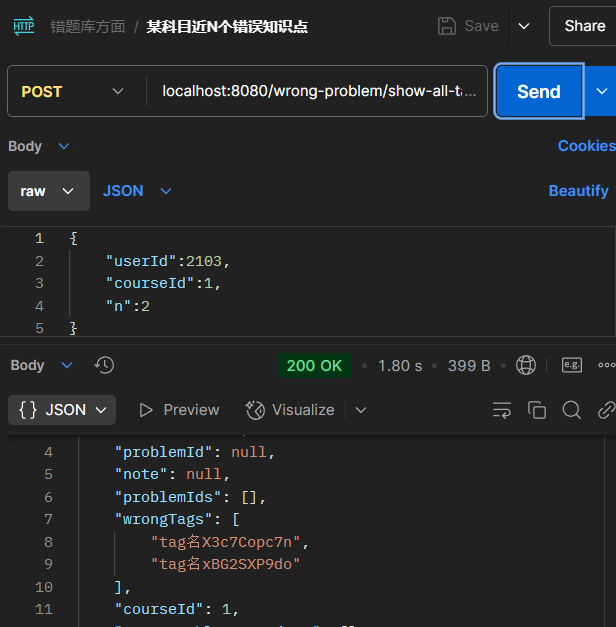 HTTP 错题库方面 / 某科目近N个错误知识点 Save Share
POST localhost:8080/wrong-problem/show-all-t... Send
Body Cookies
raw JSON Beautify
1 {
2 "userId":2103,
3 "courseId":1,
4 "n":2
5 }
Body 200 OK • 1.80 s • 399 B • e.g. ooo
{} JSON Preview Visualize
4 "problemId": null,
5 "note": null,
6 "problemIds": [],
7 "wrongTags": [
8 "tag名X3c7Copc7n",
9 "tag名xBG2SXP9do"
10 ],
11 "courseId": 1,